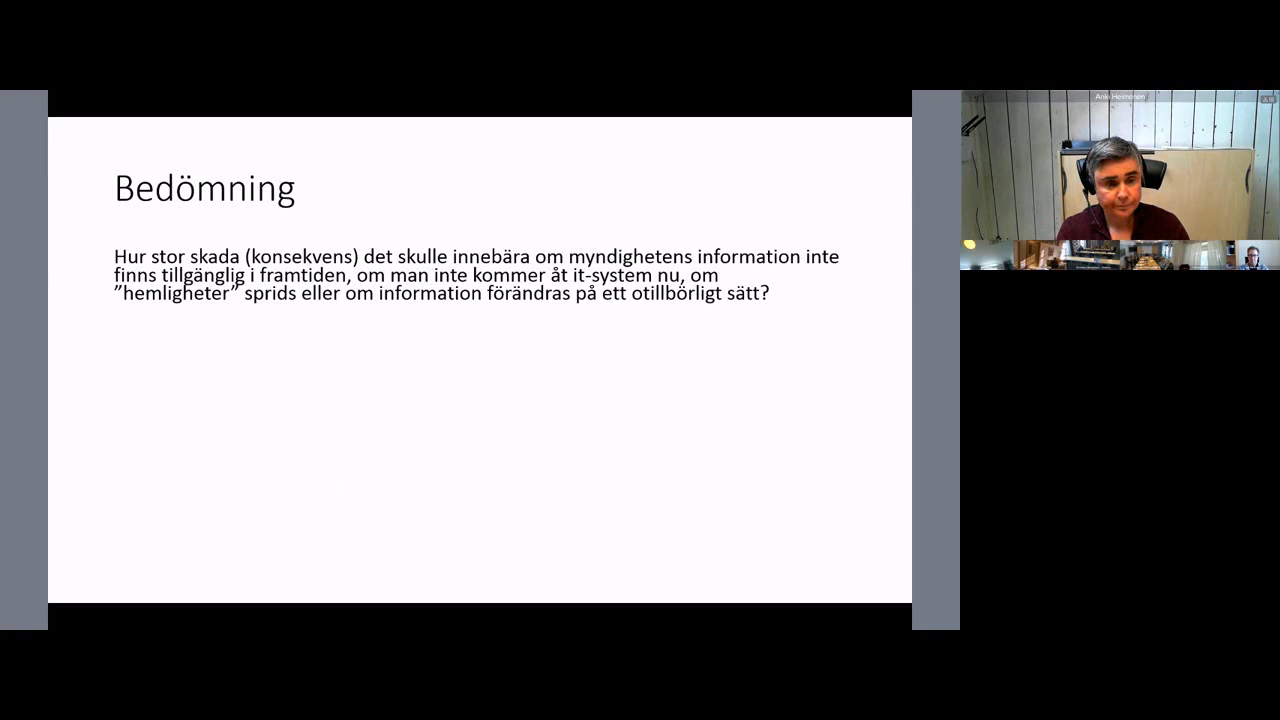 Bedömning
Hur stor skada (konsekvens) det skulle innebära om myndighetens information inte
finns tillgänglig i framtiden, om man inte kommer åt it-system nu, om
”hemligheter” sprids eller om information förändras på ett otillbörligt sätt?
Heimonen